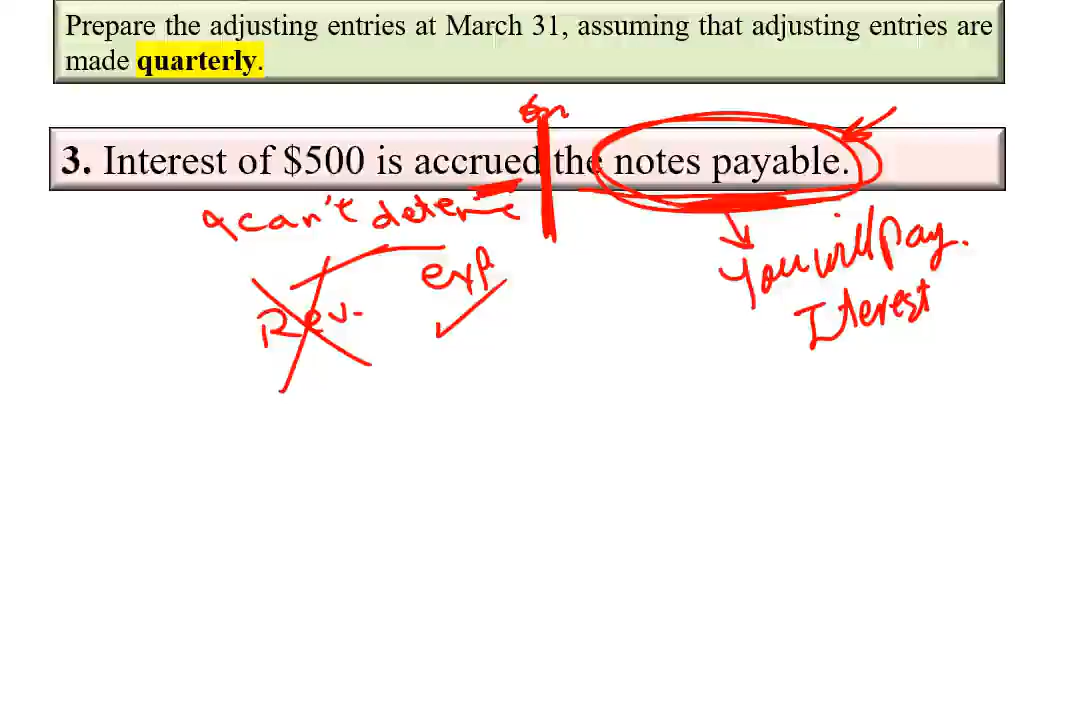 Prepare the adjusting entries at March 31, assuming that adjusting entries are
made quarterly.
on
3. Interest of $500 is accrued the notes payable.
can't
exp
Rev.
You will Pay.
Interest